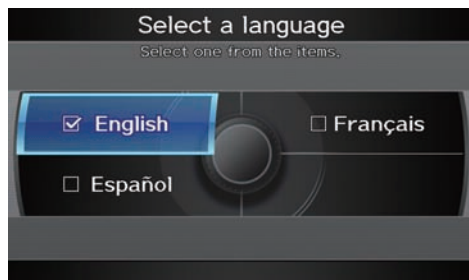 Select a language
Select one from the items.
English
Français
Español